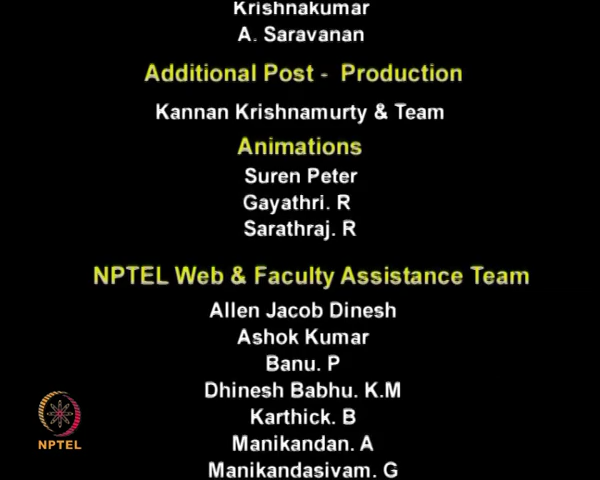 Krishnakumar
A. Saravanan
Additional Post - Production
Kannan Krishnamurty & Team
Animations
Suren Peter
Gayathri. R
Sarathraj. R
NPTEL Web & Faculty Assistance Team
Allen Jacob Dinesh
Ashok Kumar
Banu. P
Dhinesh Babhu. K.M
Karthick. B
Manikandan. A
Manikandasivam. G
NPTEL